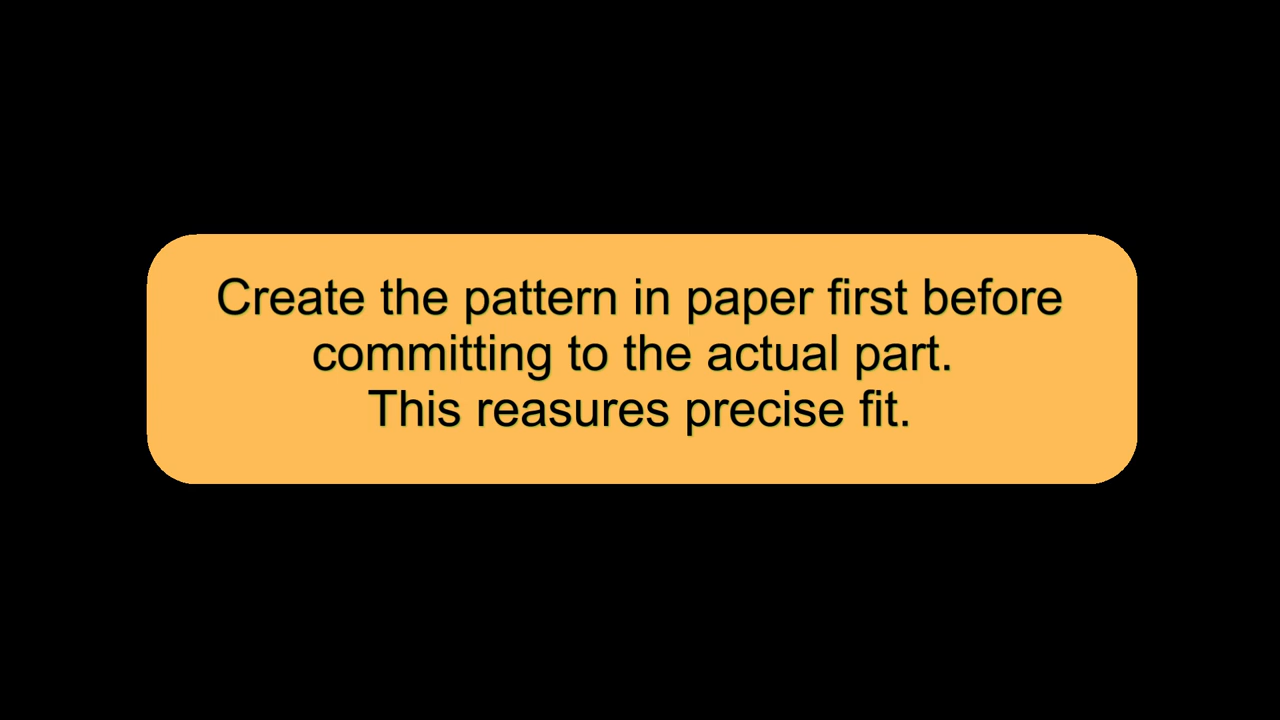 Create the pattern in paper first before
committing to the actual part.
This reasures precise fit.